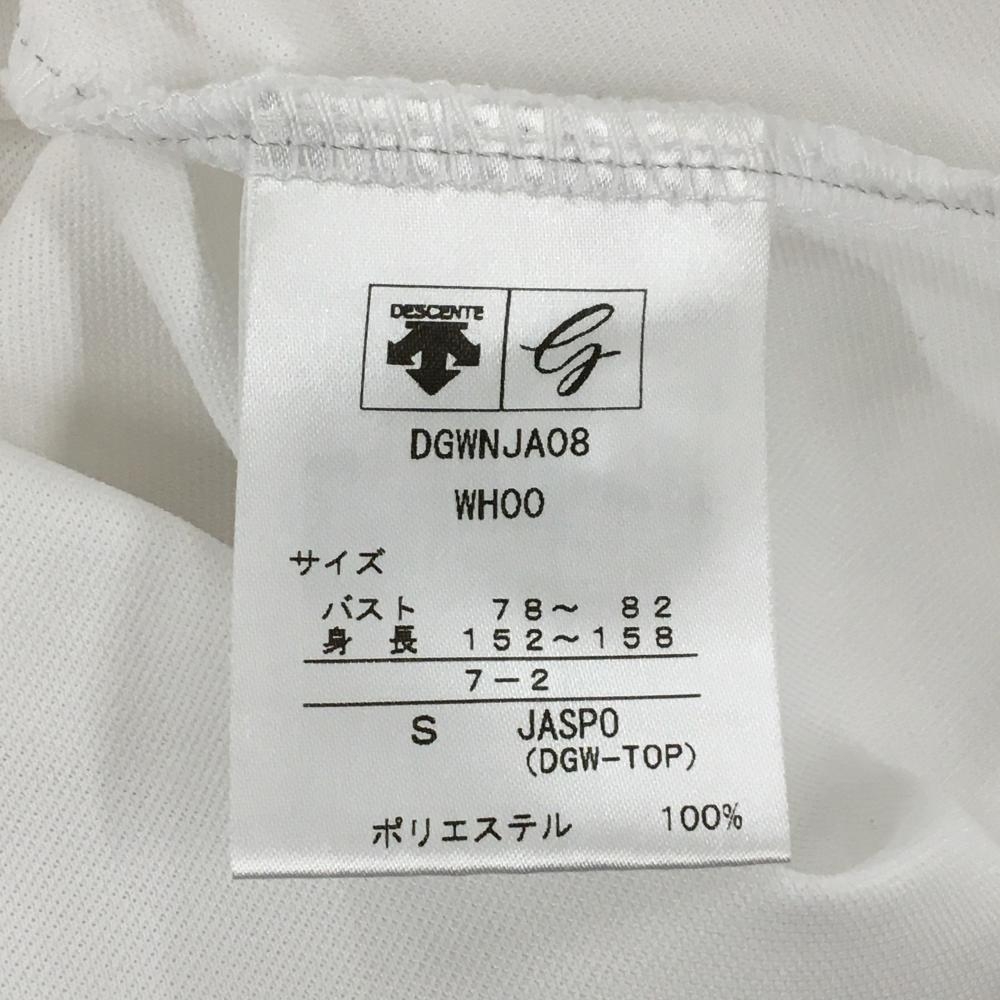 DESCENTE G
DGWNJA08
WH00
サイズ
バスト 78～ 82
身 長 152～158
7－2
S JASPO
(DGW-TOP)
ポリエステル 100%